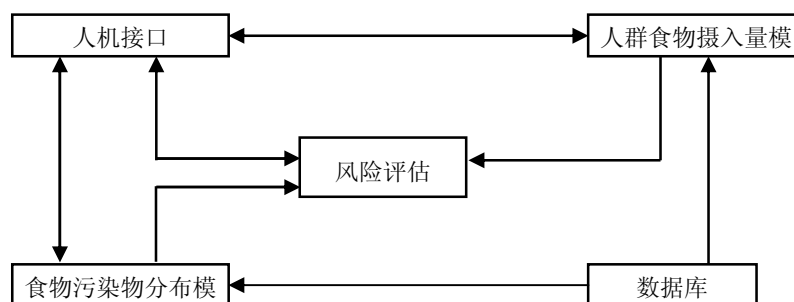 人机接口
人群食物摄入量模
风险评估
食物污染物分布模
数据库